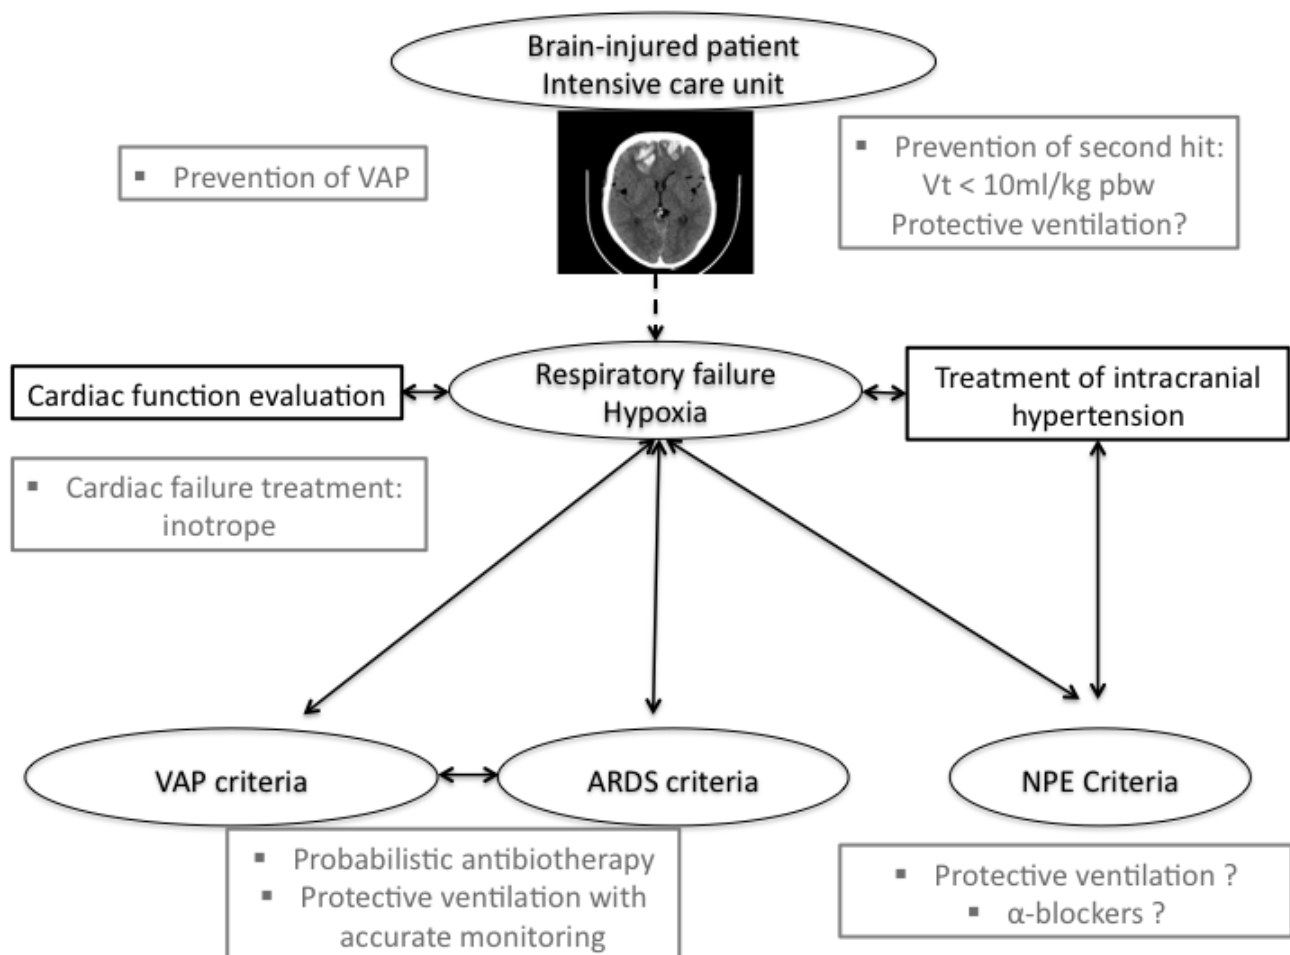 Brain-injured patient
Intensive care unit
▪ Prevention of VAP
▪ Prevention of second hit:
Vt < 10ml/kg pbw
Protective ventilation?
Cardiac function evaluation
Respiratory failure
Hypoxia
Treatment of intracranial
hypertension
▪ Cardiac failure treatment:
inotrope
VAP criteria
ARDS criteria
NPE Criteria
▪ Probabilistic antibiotherapy
▪ Protective ventilation with
accurate monitoring
▪ Protective ventilation ?
▪ α-blockers ?